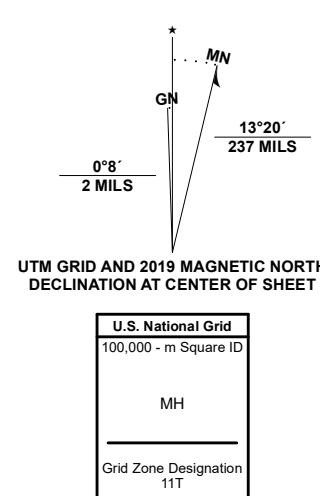 ★
MN
GN
13°20´
237 MILS
0°8´
2 MILS
UTM GRID AND 2019 MAGNETIC NORTH
DECLINATION AT CENTER OF SHEET
U.S. National Grid
100,000 - m Square ID
MH
Grid Zone Designation
11T